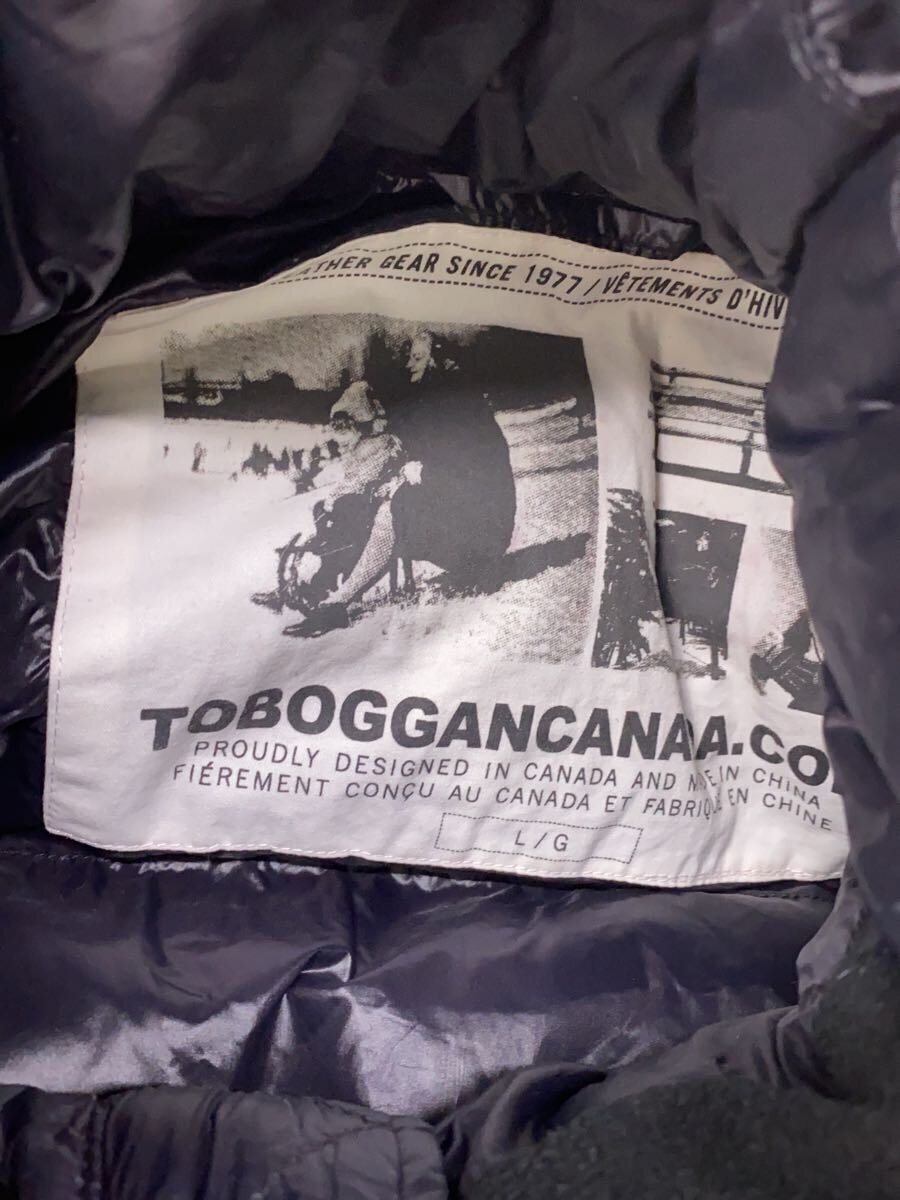 ATHER GEAR SINCE 1977 / VÊTEMENTS D'HIV
TOBOGGANCANADA.CO
PROUDLY DESIGNED IN CANADA AND MADE IN CHINA
FIÉREMENT CONÇU AU CANADA ET FABRIQUÉ EN CHINE
L/G